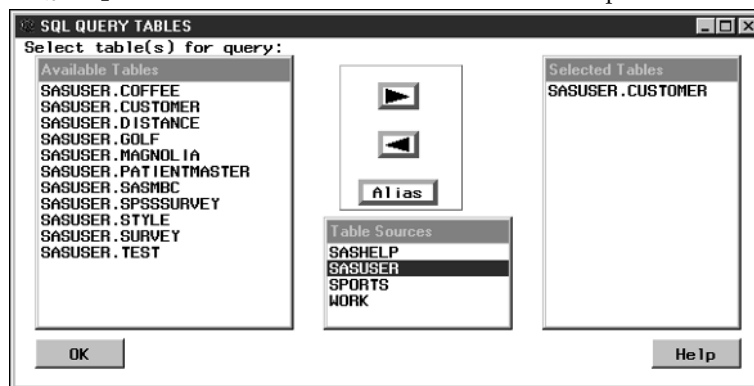 SQL QUERY TABLES
Select table(s) for query:
Available Tables
SASUSER.COFFEE
SASUSER.CUSTOMER
SASUSER.DISTANCE
SASUSER.GOLF
SASUSER.MAGNOLIA
SASUSER.PATIENTMASTER
SASUSER.SASMBC
SASUSER.SPSSSURVEY
SASUSER.STYLE
SASUSER.SURVEY
SASUSER.TEST
Alias
Table Sources
SASHELP
SASUSER
SPORTS
WORK
Selected Tables
SASUSER.CUSTOMER
OK
Help